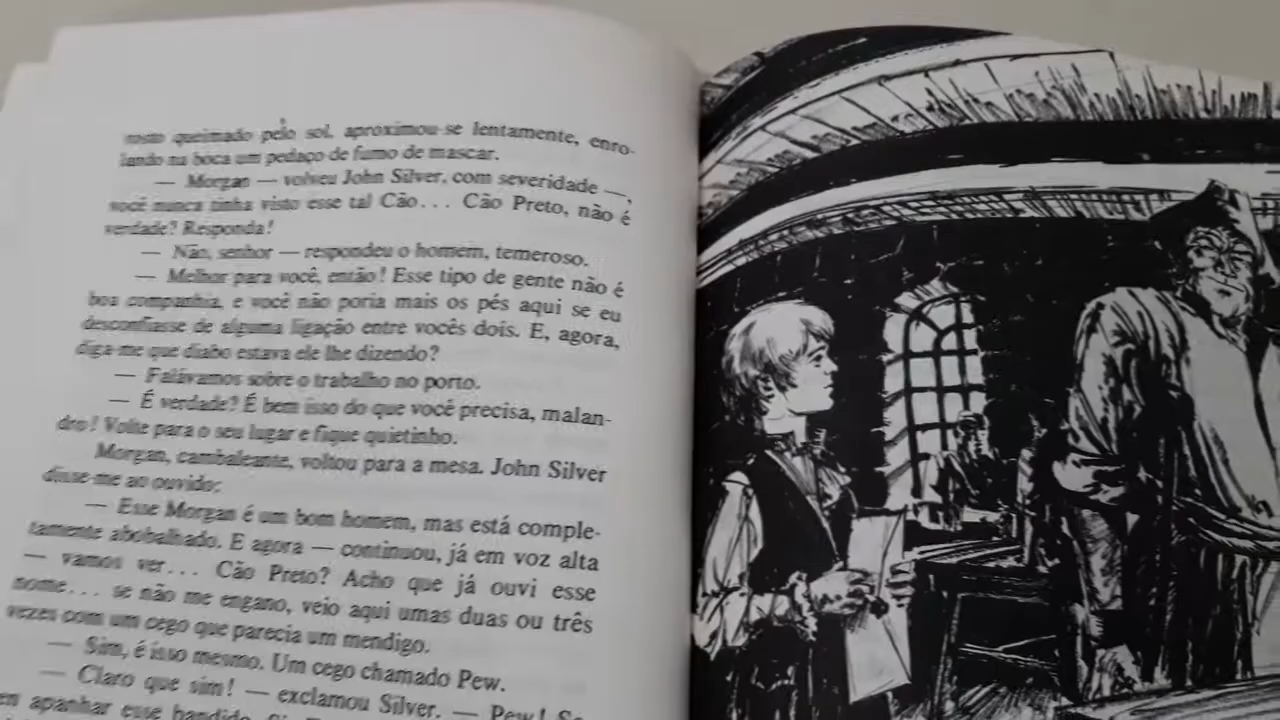 rosto queimado pelo sol, aproximou-se lentamente, enro-
lando na boca um pedaço de fumo de mascar.
— Morgan — volveu John Silver, com severidade —,
você nunca tinha visto esse tal Cão... Cão Preto, não é
verdade? Responda!
— Não, senhor — respondeu o homem, temeroso.
— Melhor para você, então! Esse tipo de gente não é
boa companhia, e você não poria mais os pés aqui se eu
desconfiasse de alguma ligação entre vocês dois. E, agora,
diga-me que diabo estava ele lhe dizendo?
— Falávamos sobre o trabalho no porto.
— É verdade? É bem isso do que você precisa, malan-
dro! Volte para o seu lugar e fique quietinho.
Morgan, cambaleante, voltou para a mesa. John Silver
disse-me ao ouvido:
— Esse Morgan é um bom homem, mas está comple-
tamente abobalhado. E agora — continuou, já em voz alta
— vamos ver... Cão Preto? Acho que já ouvi esse
nome... se não me engano, veio aqui umas duas ou três
vezes com um cego que parecia um mendigo.
— Sim, é isso mesmo. Um cego chamado Pew.
— Claro que sim! — exclamou Silver. — Pew! Se
apanhar esse bandido